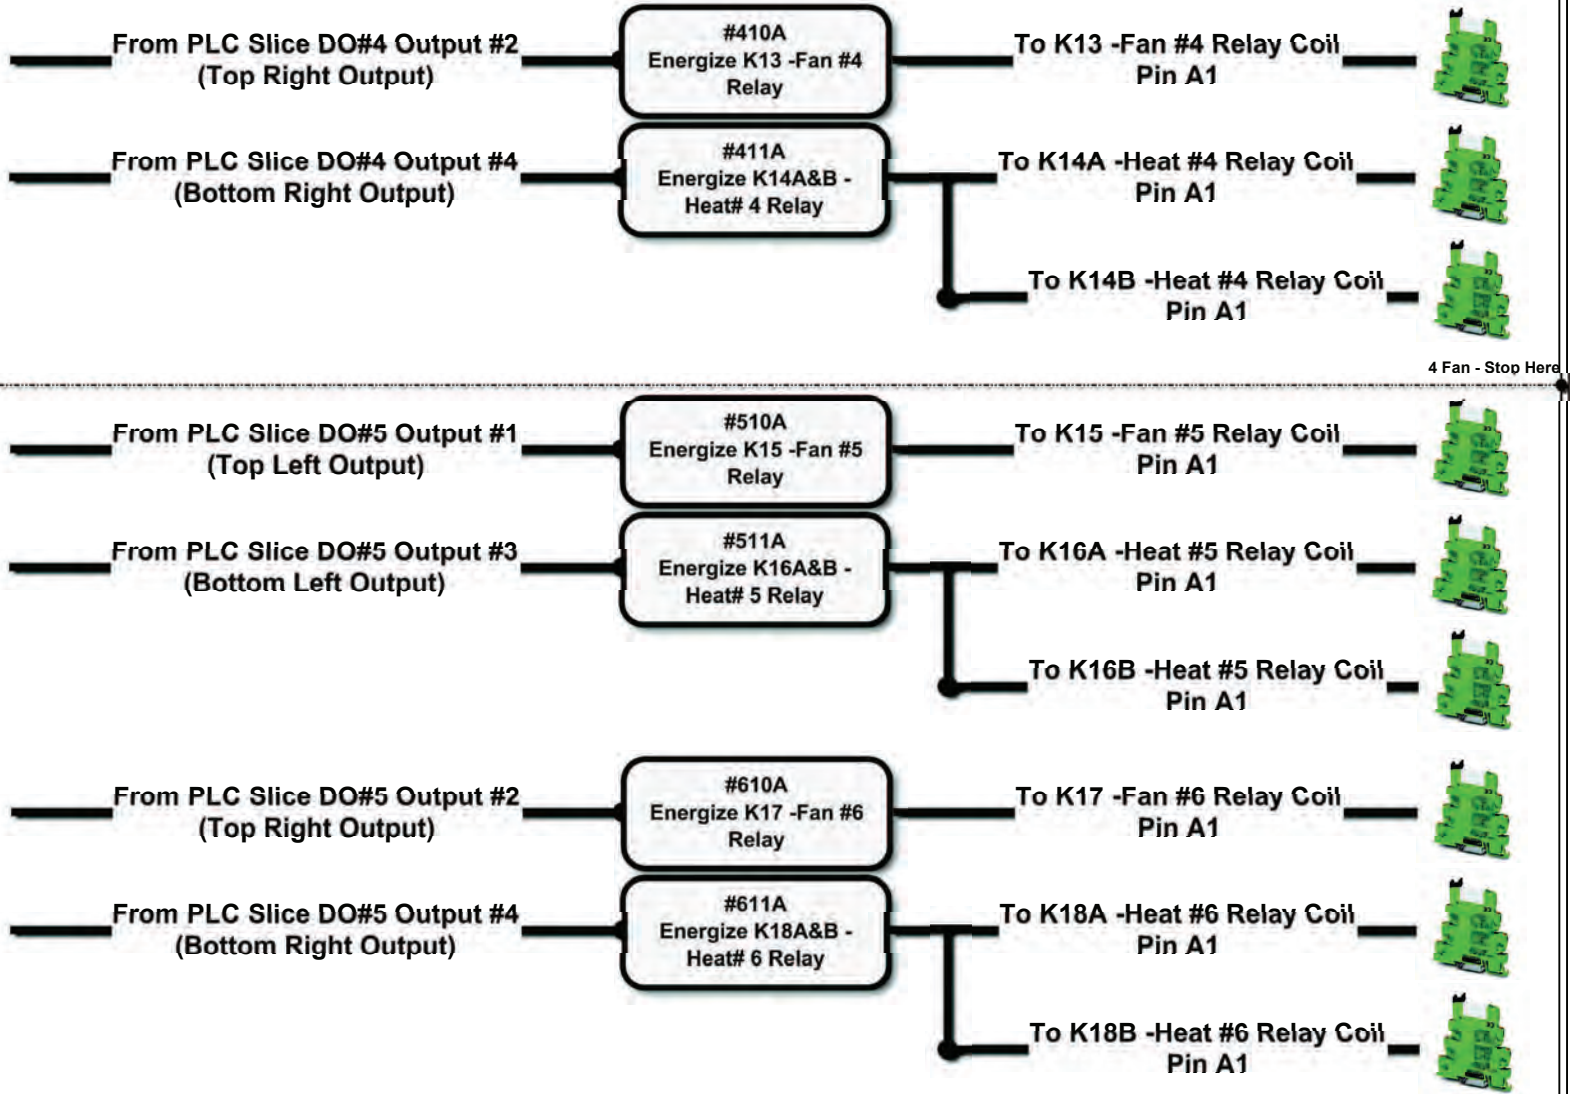 From PLC Slice DO#4 Output #2
(Top Right Output)
#410A
Energize K13 -Fan #4
Relay
To K13 -Fan #4 Relay Coil
Pin A1
From PLC Slice DO#4 Output #4
(Bottom Right Output)
#411A
Energize K14A&B -
Heat# 4 Relay
To K14A -Heat #4 Relay Coil
Pin A1
To K14B -Heat #4 Relay Coil
Pin A1
4 Fan - Stop Here
From PLC Slice DO#5 Output #1
(Top Left Output)
#510A
Energize K15 -Fan #5
Relay
To K15 -Fan #5 Relay Coil
Pin A1
From PLC Slice DO#5 Output #3
(Bottom Left Output)
#511A
Energize K16A&B -
Heat# 5 Relay
To K16A -Heat #5 Relay Coil
Pin A1
To K16B -Heat #5 Relay Coil
Pin A1
From PLC Slice DO#5 Output #2
(Top Right Output)
#610A
Energize K17 -Fan #6
Relay
To K17 -Fan #6 Relay Coil
Pin A1
From PLC Slice DO#5 Output #4
(Bottom Right Output)
#611A
Energize K18A&B -
Heat# 6 Relay
To K18A -Heat #6 Relay Coil
Pin A1
To K18B -Heat #6 Relay Coil
Pin A1